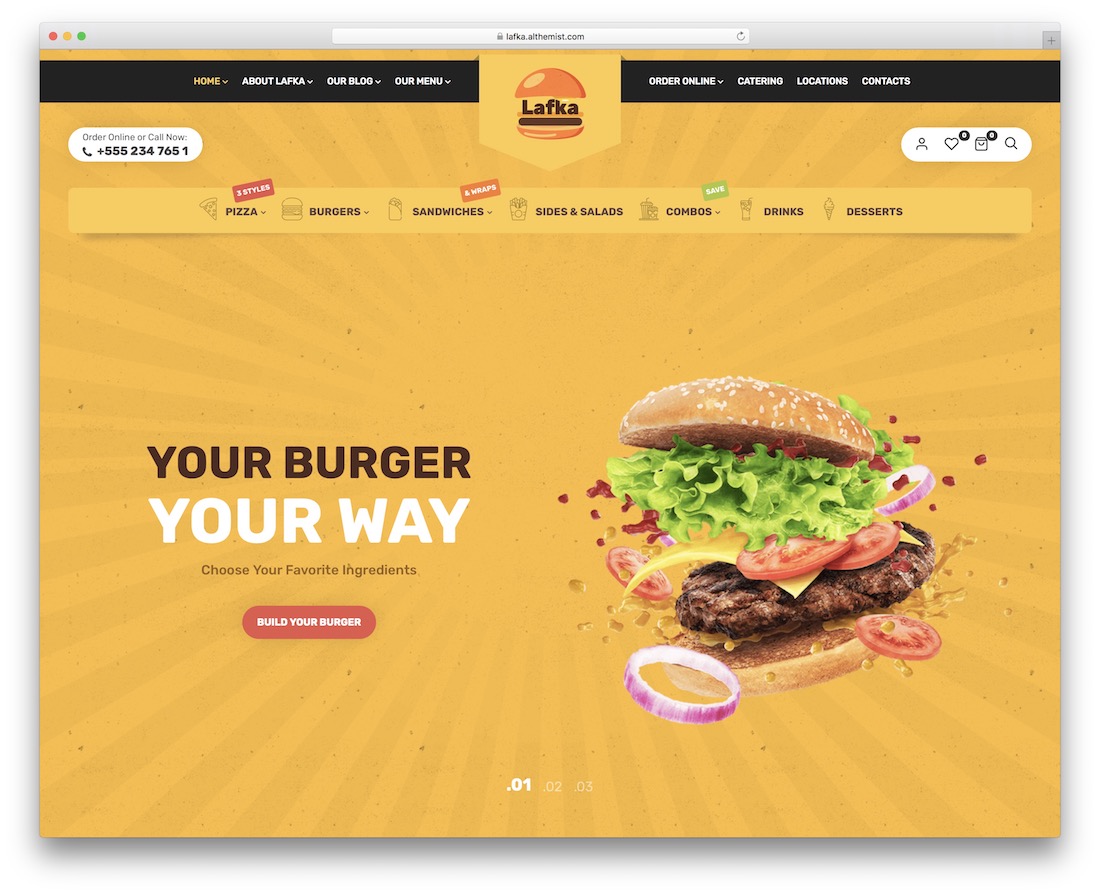 lafka.althemist.com
HOME ABOUT LAFKA OUR BLOG OUR MENU
Lafka
ORDER ONLINE CATERING LOCATIONS CONTACTS
Order Online or Call Now:
+555 234 765 1
0 0
3 STYLES
& WRAPS
SAVE
PIZZA BURGERS SANDWICHES SIDES & SALADS COMBOS DRINKS DESSERTS
YOUR BURGER
YOUR WAY
Choose Your Favorite Ingredients
BUILD YOUR BURGER
.01 .02 .03